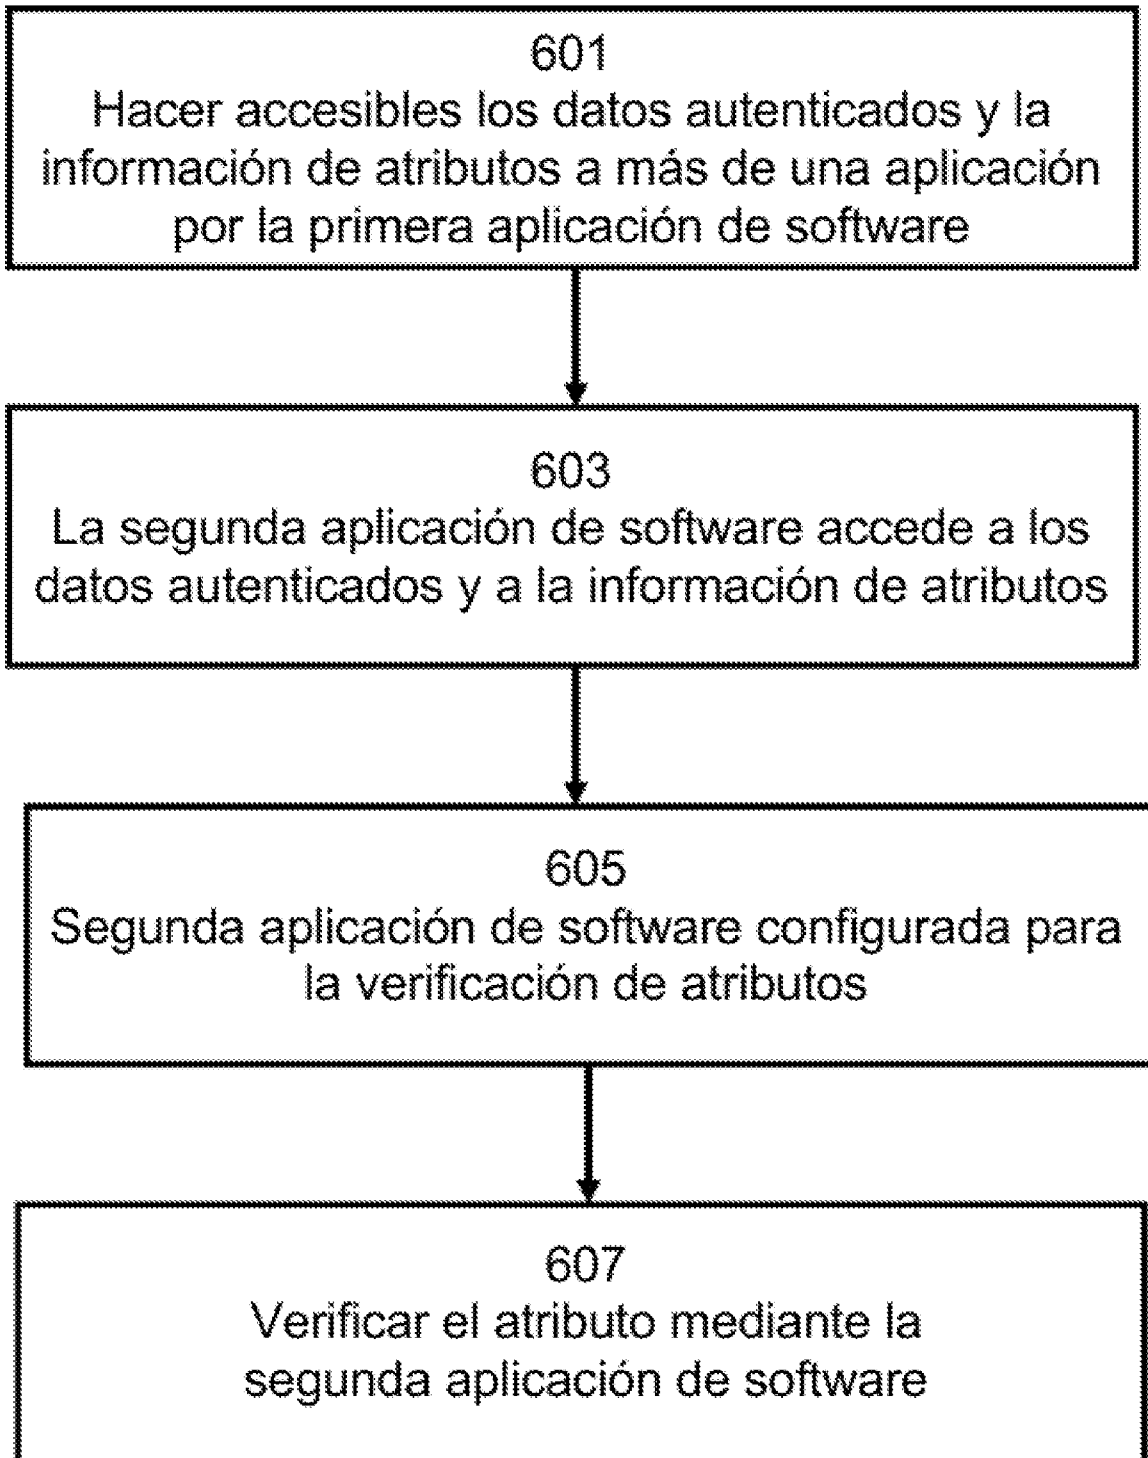 601
Hacer accesibles los datos autenticados y la
información de atributos a más de una aplicación
por la primera aplicación de software
603
La segunda aplicación de software accede a los
datos autenticados y a la información de atributos
605
Segunda aplicación de software configurada para
la verificación de atributos
607
Verificar el atributo mediante la
segunda aplicación de software